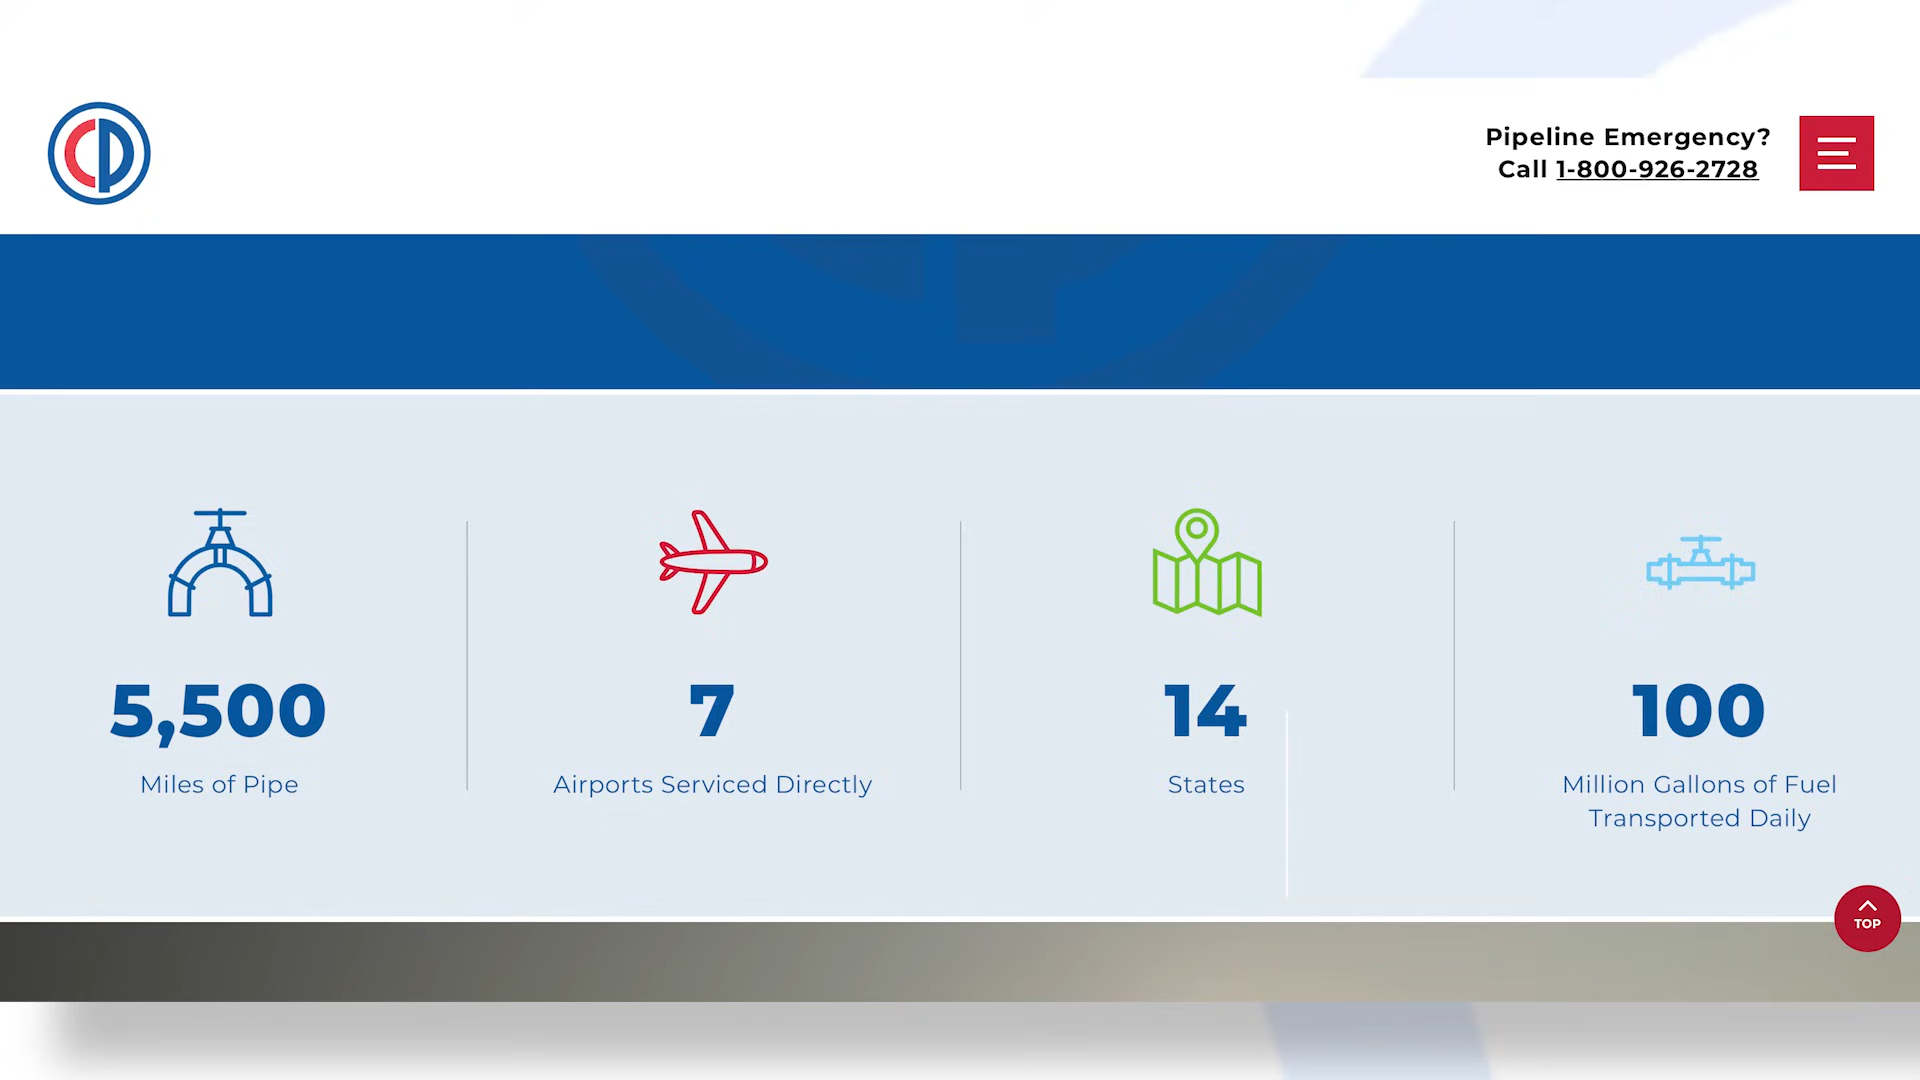 CP
Pipeline Emergency?
Call 1-800-926-2728
5,500
Miles of Pipe
7
Airports Serviced Directly
14
States
100
Million Gallons of Fuel
Transported Daily
TOP